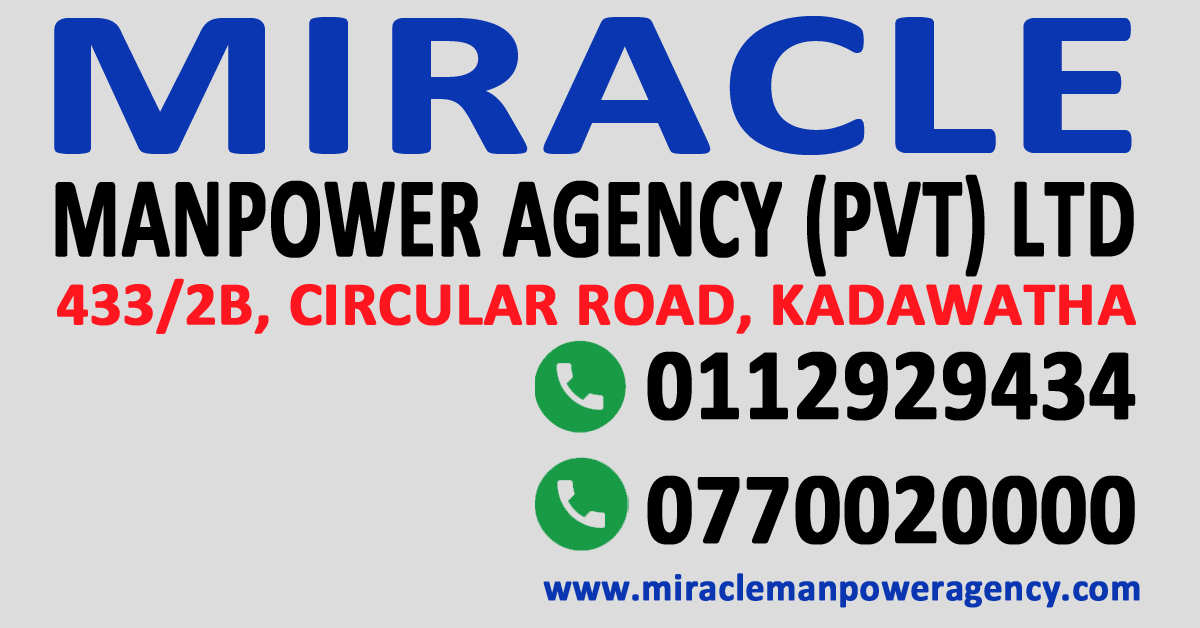 MIRACLE
MANPOWER AGENCY (PVT) LTD
433/2B, CIRCULAR ROAD, KADAWATHA
0112929434
0770020000
www.miraclemanpoweragency.com